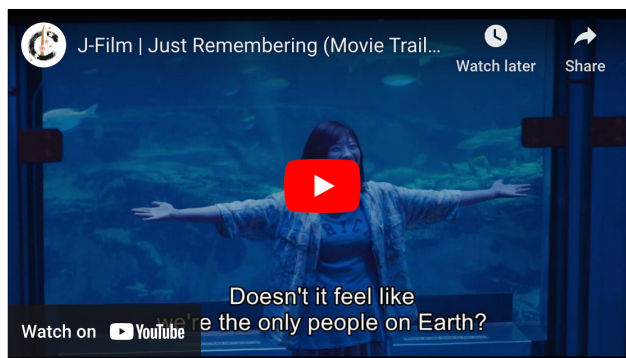 J-Film | Just Remembering (Movie Trail...
Watch later
Share
Doesn't it feel like
we're the only people on Earth?
Watch on YouTube